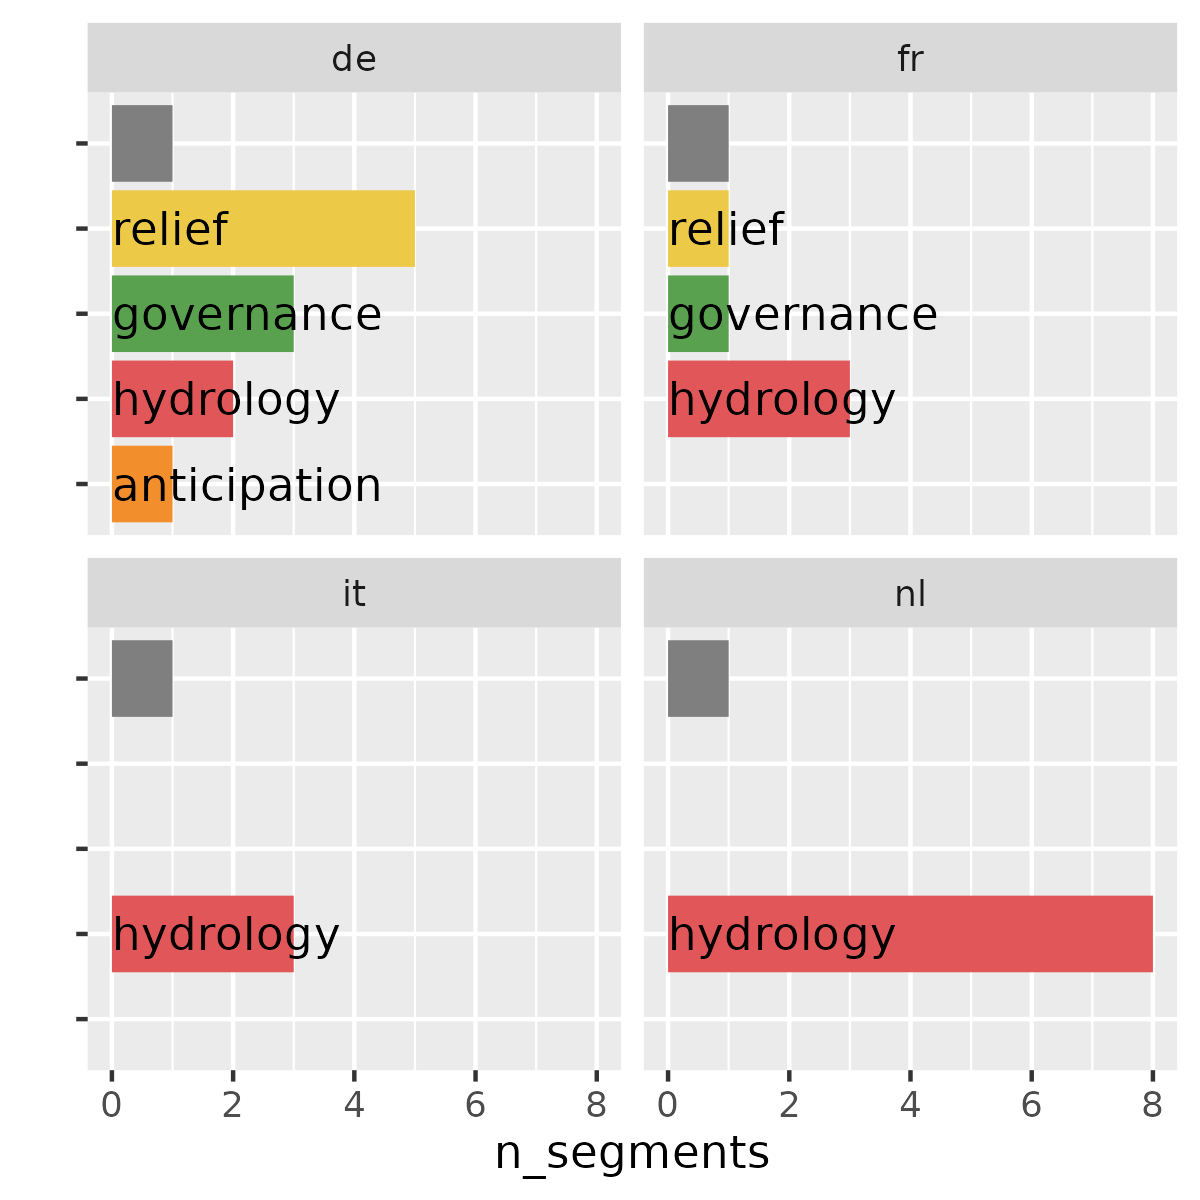 de
fr
relief
governance
hydrology
anticipation
relief
governance
hydrology
it
nl
hydrology
hydrology
0 2 4 6 8
0 2 4 6 8
n_segments